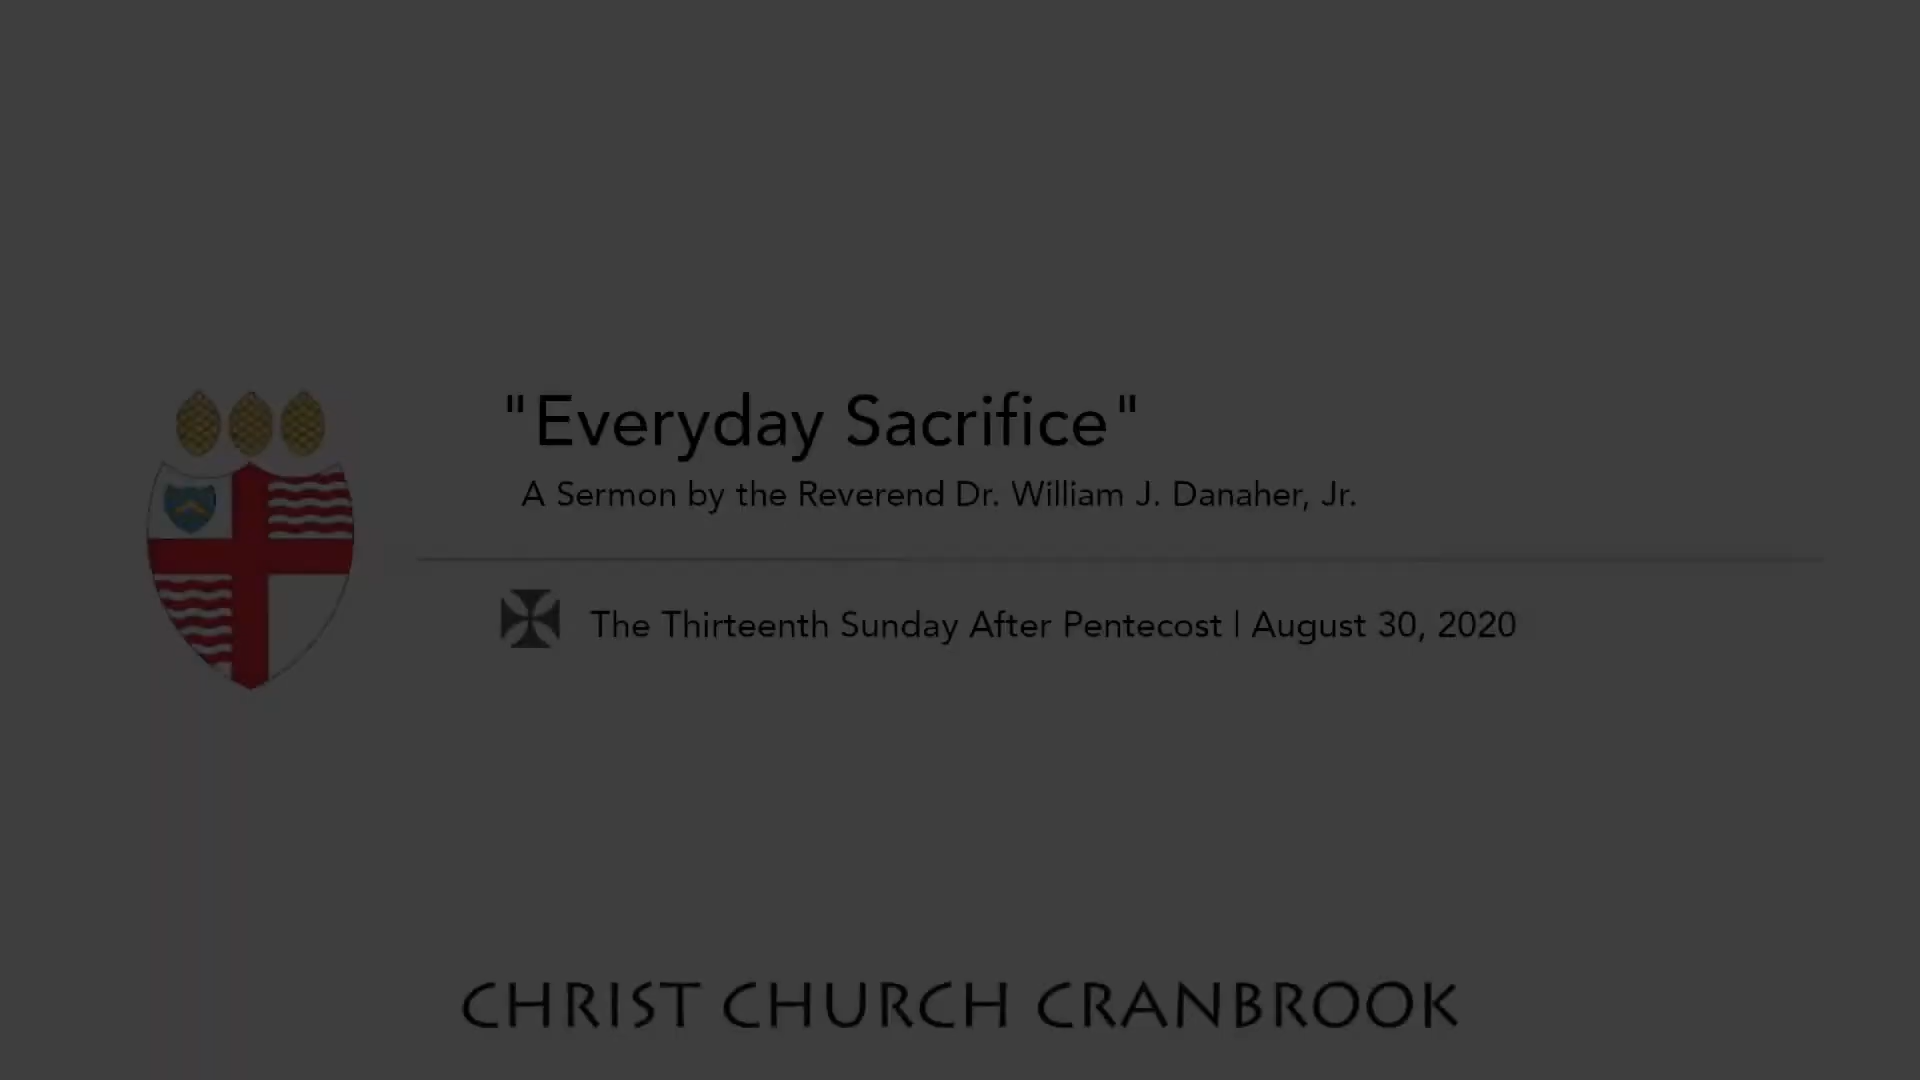 "Everyday Sacrifice"
A Sermon by the Reverend Dr. William J. Danaher, Jr.
The Thirteenth Sunday After Pentecost | August 30, 2020
CHRIST CHURCH CRANBROOK